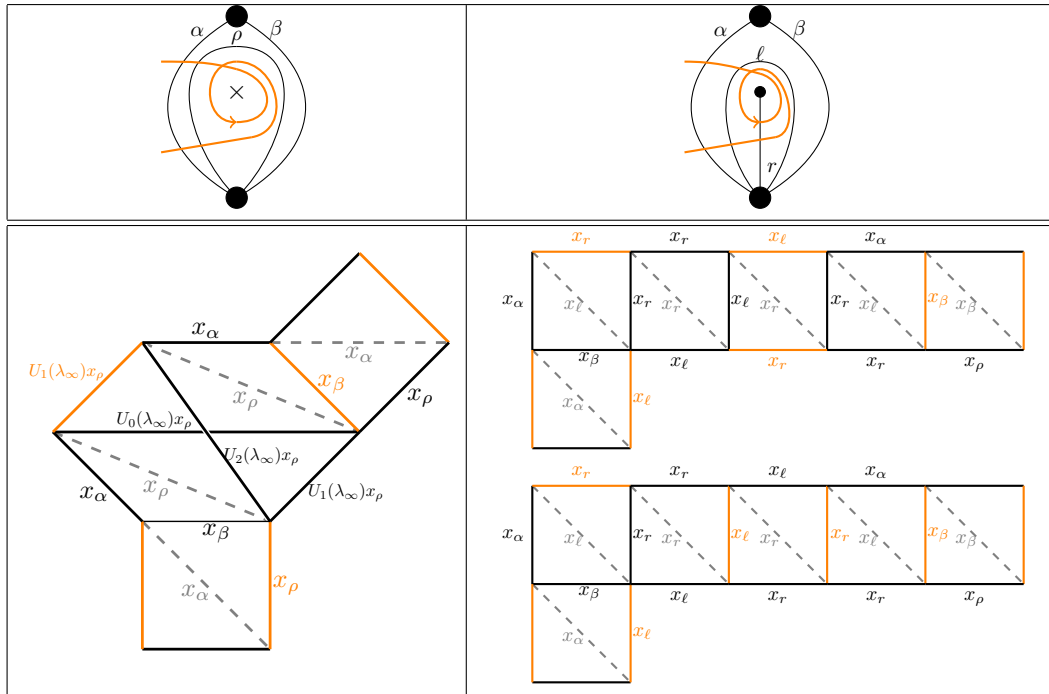 α β
ρ
×
α β
ℓ
r
x_α
x_α
U_1(λ_∞)x_ρ
x_β
x_ρ
x_ρ
U_0(λ_∞)x_ρ
U_2(λ_∞)x_ρ
x_ρ
U_1(λ_∞)x_ρ
x_α
x_β
x_α
x_ρ
x_r x_r x_ℓ x_α
x_α x_ℓ x_r x_r x_ℓ x_r x_r x_ℓ x_β x_β
x_β x_ℓ x_r x_r x_ρ
x_α x_ℓ
x_r x_r x_ℓ x_α
x_α x_ℓ x_r x_r x_ℓ x_r x_r x_ℓ x_β x_β
x_β x_ℓ x_r x_r x_ρ
x_α x_ℓ